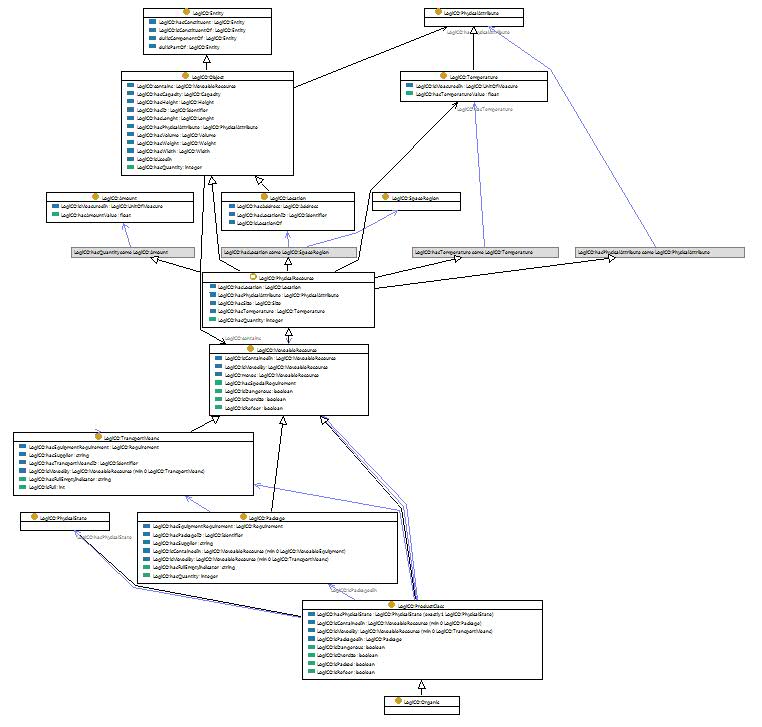 LogiCO:Entity
LogiCO:hasConstituent : LogiCO:Entity
LogiCO:isConstituentOf : LogiCO:Entity
dul:isComponentOf : LogiCO:Entity
dul:isPartOf : LogiCO:Entity
LogiCO:PhysicalAttribute
LogiCO:hasPhysicalAttribute
LogiCO:Object
LogiCO:contains : LogiCO:MoveableResource
LogiCO:hasCapacity : LogiCO:Capacity
LogiCO:hasHeight : LogiCO:Height
LogiCO:hasID : LogiCO:Identifier
LogiCO:hasLenght : LogiCO:Lenght
LogiCO:hasPhysicalAttribute : LogiCO:PhysicalAttribute
LogiCO:hasVolume : LogiCO:Volume
LogiCO:hasWeight : LogiCO:Weight
LogiCO:hasWidth : LogiCO:Width
LogiCO:isUsedIn
LogiCO:hasQuantity : integer
LogiCO:Temperature
LogiCO:isMeasuredIn : LogiCO:UnitOfMeasure
LogiCO:hasTemperatureValue : float
LogiCO:hasTemperature
LogiCO:Amount
LogiCO:isMeasuredIn : LogiCO:UnitOfMeasure
LogiCO:hasAmountValue : float
LogiCO:Location
LogiCO:hasAddress : LogiCO:Address
LogiCO:hasLocationID : LogiCO:Identifier
LogiCO:isLocationOf
LogiCO:SpaceRegion
LogiCO:hasQuantity some LogiCO:Amount
LogiCO:hasLocation some LogiCO:SpaceRegion
LogiCO:hasTemperature some LogiCO:Temperature
LogiCO:hasPhysicalAttribute some LogiCO:PhysicalAttribute
LogiCO:PhysicalResource
LogiCO:hasLocation : LogiCO:Location
LogiCO:hasPhysicalAttribute : LogiCO:PhysicalAttribute
LogiCO:hasSize : LogiCO:Size
LogiCO:hasTemperature : LogiCO:Temperature
LogiCO:hasQuantity : integer
LogiCO:contains
LogiCO:MoveableResource
LogiCO:isContainedIn : LogiCO:MoveableResource
LogiCO:isMovedBy : LogiCO:MoveableResource
LogiCO:moves : LogiCO:MoveableResource
LogiCO:hasSpecialRequirement
LogiCO:isDangerous : boolean
LogiCO:isOversize : boolean
LogiCO:isReefer : boolean
LogiCO:TransportMeans
LogiCO:hasEquipmentRequirement : LogiCO:Requirement
LogiCO:hasSupplier : string
LogiCO:hasTransportMeansID : LogiCO:Identifier
LogiCO:isMovedBy : LogiCO:MoveableResource (min 0 LogiCO:TransportMeans)
LogiCO:hasFullEmptyIndicator : string
LogiCO:isFull : int
LogiCO:PhysicalState
LogiCO:hasPhysicalState
LogiCO:Package
LogiCO:hasEquipmentRequirement : LogiCO:Requirement
LogiCO:hasPackageID : LogiCO:Identifier
LogiCO:hasSupplier : string
LogiCO:isContainedIn : LogiCO:MoveableResource (min 0 LogiCO:MoveableEquipment)
LogiCO:isMovedBy : LogiCO:MoveableResource (min 0 LogiCO:TransportMeans)
LogiCO:hasFullEmptyIndicator : string
LogiCO:hasQuantity : integer
LogiCO:isPackagedIn
LogiCO:ProductClass
LogiCO:hasPhysicalState : LogiCO:PhysicalState (exactly 1 LogiCO:PhysicalState)
LogiCO:isContainedIn : LogiCO:MoveableResource (min 0 LogiCO:Package)
LogiCO:isMovedBy : LogiCO:MoveableResource (min 0 LogiCO:TransportMeans)
LogiCO:isPackagedIn : LogiCO:Package
LogiCO:isDangerous : boolean
LogiCO:isOversize : boolean
LogiCO:isPacked : boolean
LogiCO:isReefer : boolean
LogiCO:Organic